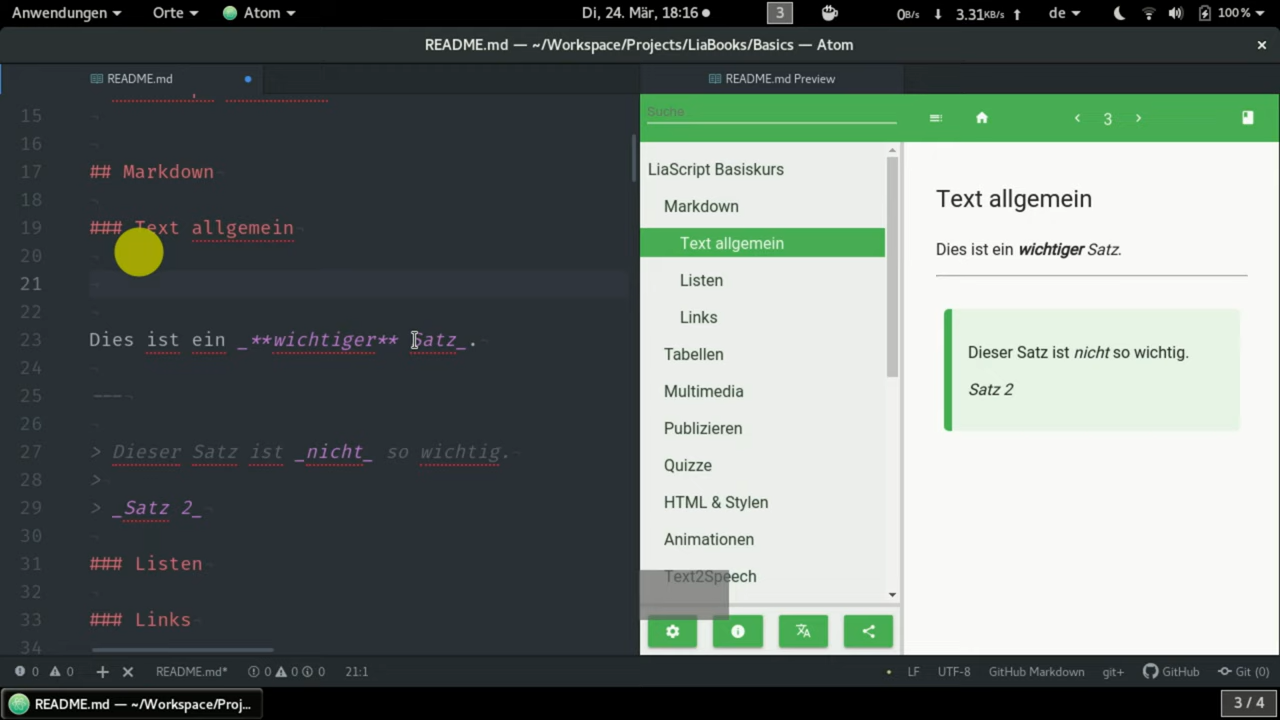 Anwendungen Orte Atom Di, 24. Mär, 18:16 3 0B/s 3.31KB/s de 100%
README.md — ~/Workspace/Projects/LiaBooks/Basics — Atom ×
README.md
15
16
17 ## Markdown
18
19 ### Text allgemein
20
21
22
23 Dies ist ein _**wichtiger** Satz_.
24
25 ---
26
27 > Dieser Satz ist _nicht_ so wichtig.
28 >
29 > _Satz 2_
30
31 ### Listen
32
33 ### Links
34
README.md Preview
Suche
3
LiaScript Basiskurs
Markdown
Text allgemein
Listen
Links
Tabellen
Multimedia
Publizieren
Quizze
HTML & Stylen
Animationen
Text2Speech
Text allgemein
Dies ist ein wichtiger Satz.
Dieser Satz ist nicht so wichtig.
Satz 2
0 0 README.md* 0 0 0 21:1 LF UTF-8 GitHub Markdown git+ GitHub Git (0)
README.md — ~/Workspace/Proj... 3 / 4